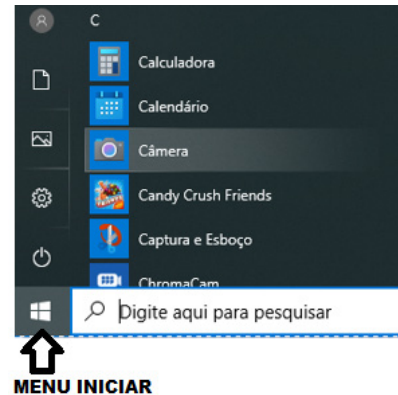 C
Calculadora
Calendário
Câmera
Candy Crush Friends
Captura e Esboço
ChromaCam
Digite aqui para pesquisar
MENU INICIAR